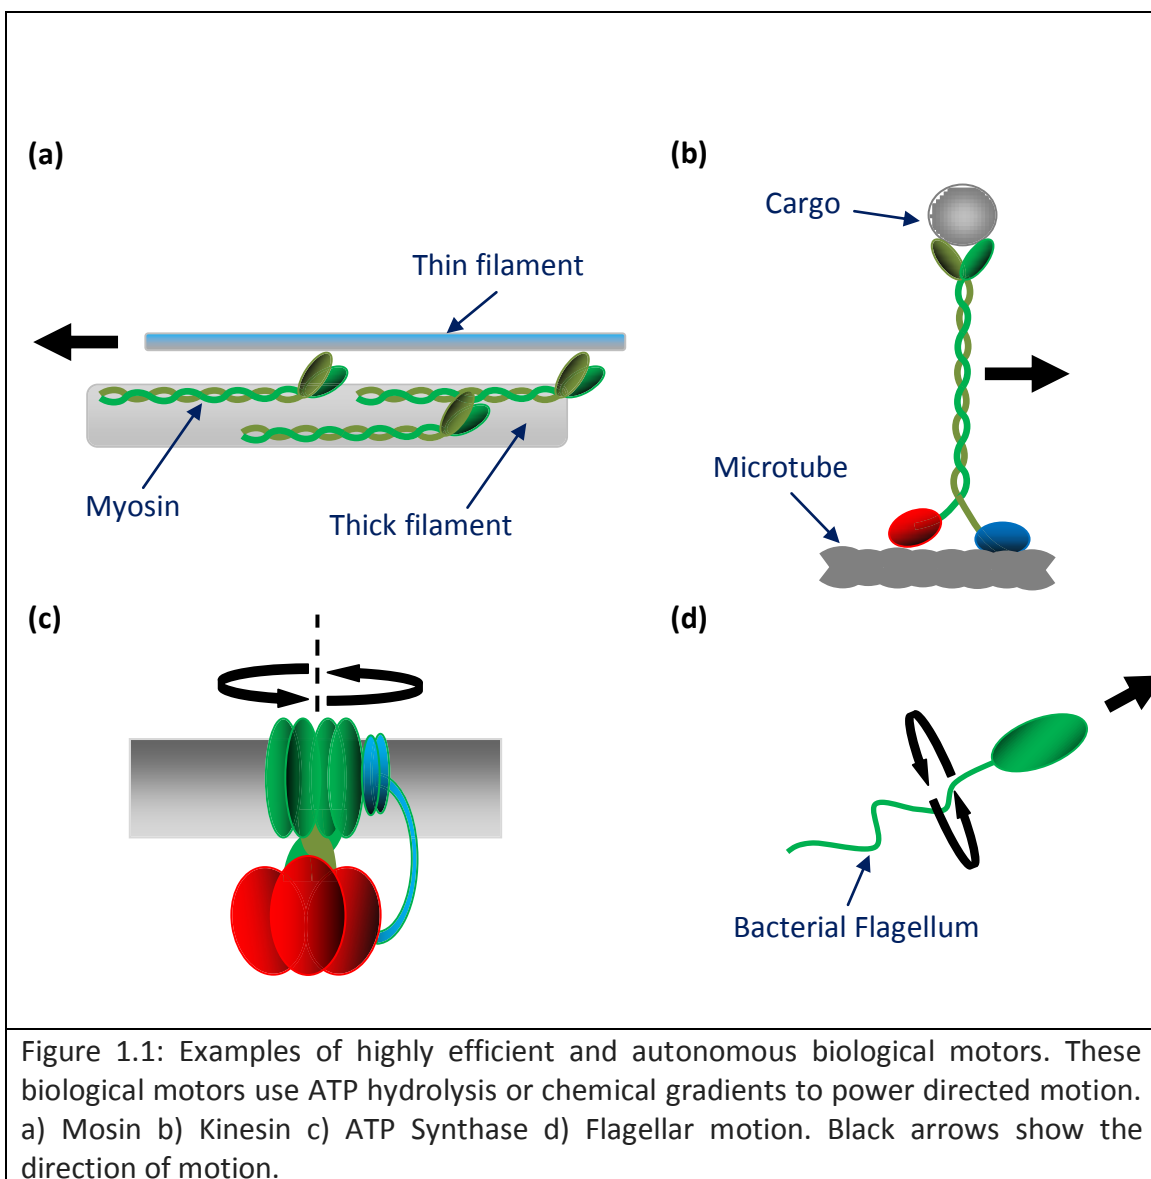 (a)
(b)
Cargo
Thin filament
Microtube
Myosin
Thick filament
(c)
(d)
Bacterial Flagellum
Figure 1.1: Examples of highly efficient and autonomous biological motors. These
biological motors use ATP hydrolysis or chemical gradients to power directed motion.
a) Mosin b) Kinesin c) ATP Synthase d) Flagellar motion. Black arrows show the
direction of motion.